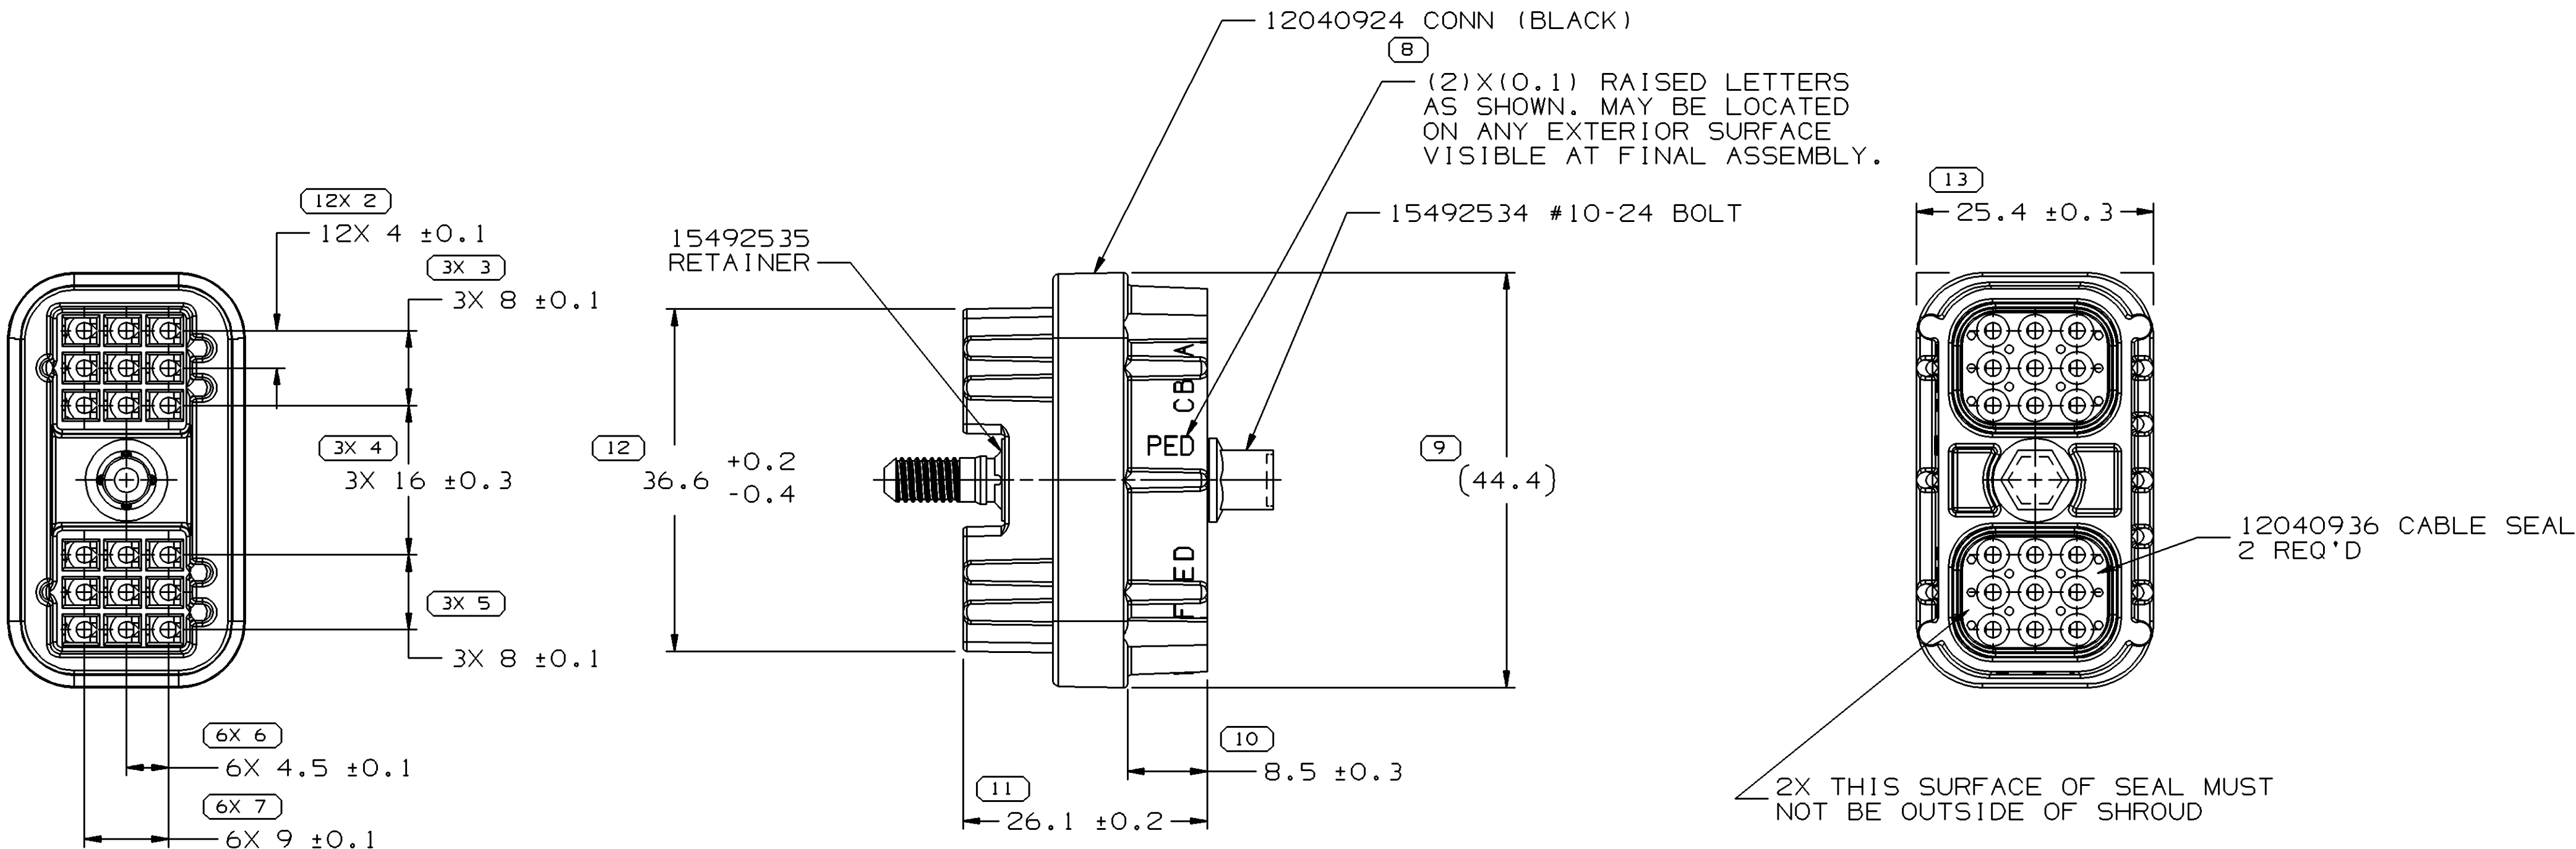 12040924 CONN (BLACK)
8
(2)X(0.1) RAISED LETTERS
AS SHOWN. MAY BE LOCATED
ON ANY EXTERIOR SURFACE
VISIBLE AT FINAL ASSEMBLY.
15492534 #10-24 BOLT
13
25.4 ±0.3
12X 2
12X 4 ±0.1
3X 3
3X 8 ±0.1
15492535
RETAINER
3X 4
3X 16 ±0.3
12
36.6 +0.2
-0.4
A
CB
PED
ED
F
9
(44.4)
12040936 CABLE SEAL
2 REQ'D
3X 5
3X 8 ±0.1
6X 6
6X 4.5 ±0.1
6X 7
6X 9 ±0.1
10
8.5 ±0.3
11
26.1 ±0.2
2X THIS SURFACE OF SEAL MUST
NOT BE OUTSIDE OF SHROUD